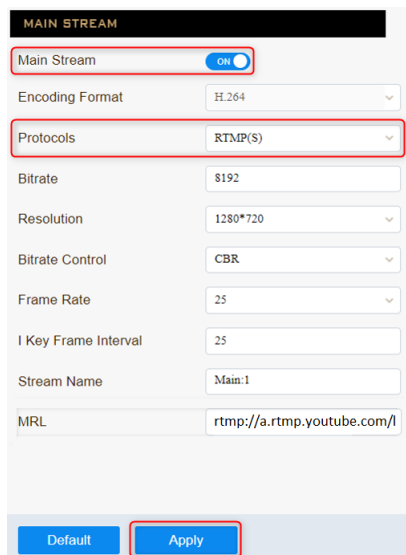 MAIN STREAM
Main Stream ON
Encoding Format H.264
Protocols RTMP(S)
Bitrate 8192
Resolution 1280*720
Bitrate Control CBR
Frame Rate 25
I Key Frame Interval 25
Stream Name Main:1
MRL rtmp://a.rtmp.youtube.com/l
Default Apply